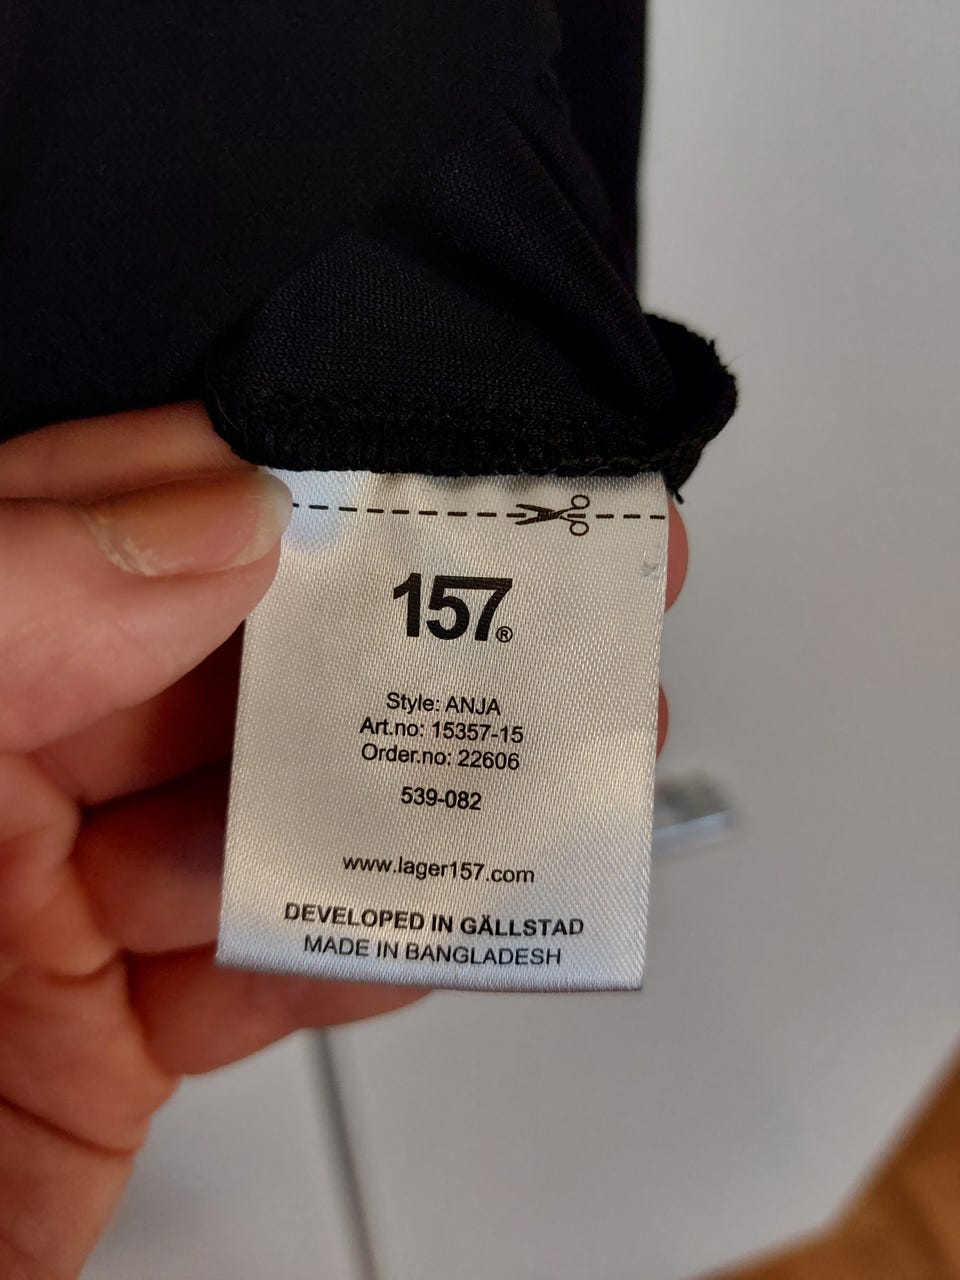 157®
Style: ANJA
Art.no: 15357-15
Order.no: 22606
539-082
www.lager157.com
DEVELOPED IN GÄLLSTAD
MADE IN BANGLADESH